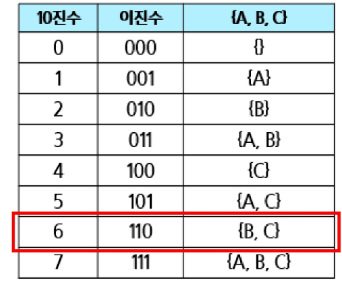 10진수 이진수 {A, B, C}
0 000 {}
1 001 {A}
2 010 {B}
3 011 {A, B}
4 100 {C}
5 101 {A, C}
6 110 {B, C}
7 111 {A, B, C}